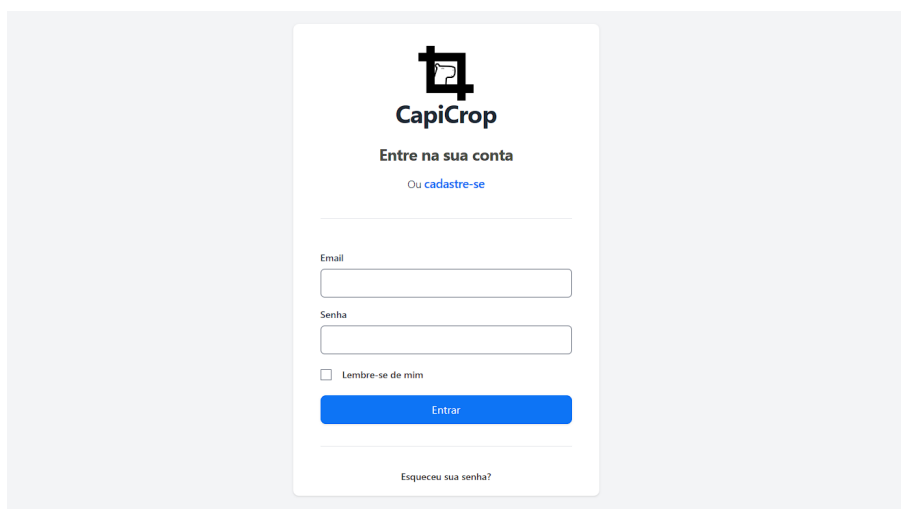 CapiCrop
Entre na sua conta
Ou cadastre-se
Email
Senha
Lembre-se de mim
Entrar
Esqueceu sua senha?